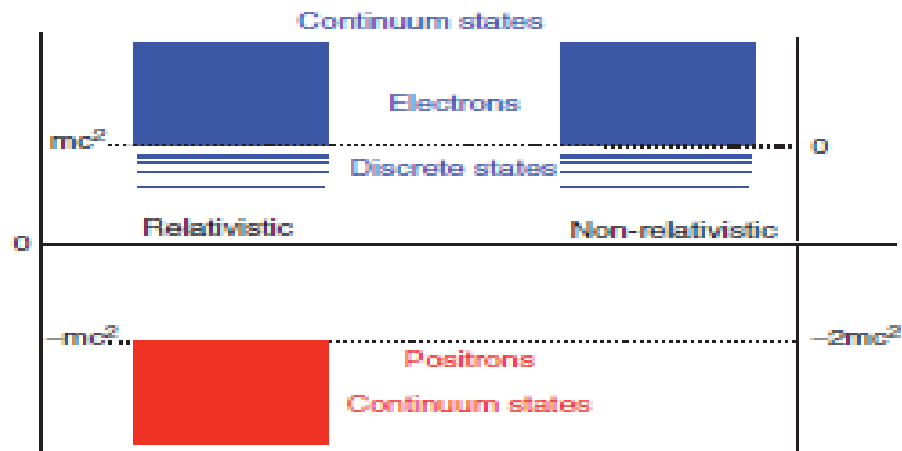 Continuum states
Electrons
mc²
0
Discrete states
Relativistic
Non-relativistic
0
–mc²
–2mc²
Positrons
Continuum states